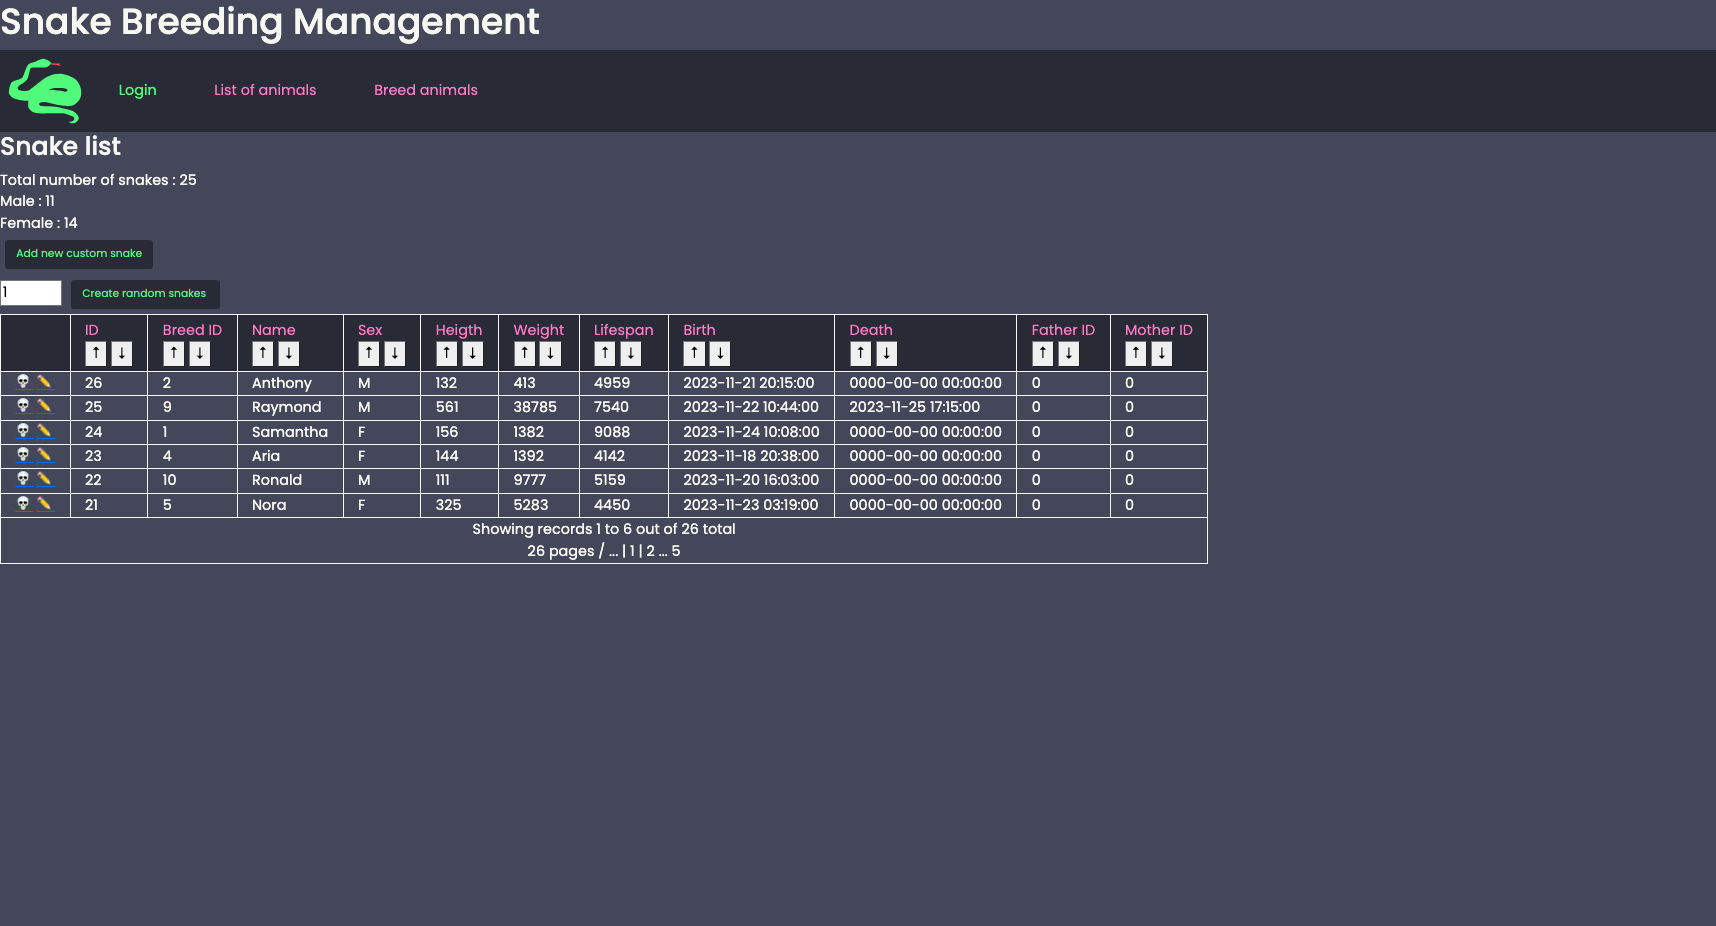 Snake Breeding Management
Login List of animals Breed animals
Snake list
Total number of snakes : 25
Male : 11
Female : 14
Add new custom snake
1 Create random snakes
ID Breed ID Name Sex Heigth Weight Lifespan Birth Death Father ID Mother ID
↑ ↓ ↑ ↓ ↑ ↓ ↑ ↓ ↑ ↓ ↑ ↓ ↑ ↓ ↑ ↓ ↑ ↓ ↑ ↓ ↑ ↓
💀 ✏️ 26 2 Anthony M 132 413 4959 2023-11-21 20:15:00 0000-00-00 00:00:00 0 0
💀 ✏️ 25 9 Raymond M 561 38785 7540 2023-11-22 10:44:00 2023-11-25 17:15:00 0 0
💀 ✏️ 24 1 Samantha F 156 1382 9088 2023-11-24 10:08:00 0000-00-00 00:00:00 0 0
💀 ✏️ 23 4 Aria F 144 1392 4142 2023-11-18 20:38:00 0000-00-00 00:00:00 0 0
💀 ✏️ 22 10 Ronald M 111 9777 5159 2023-11-20 16:03:00 0000-00-00 00:00:00 0 0
💀 ✏️ 21 5 Nora F 325 5283 4450 2023-11-23 03:19:00 0000-00-00 00:00:00 0 0
Showing records 1 to 6 out of 26 total
26 pages / ... | 1 | 2 ... 5